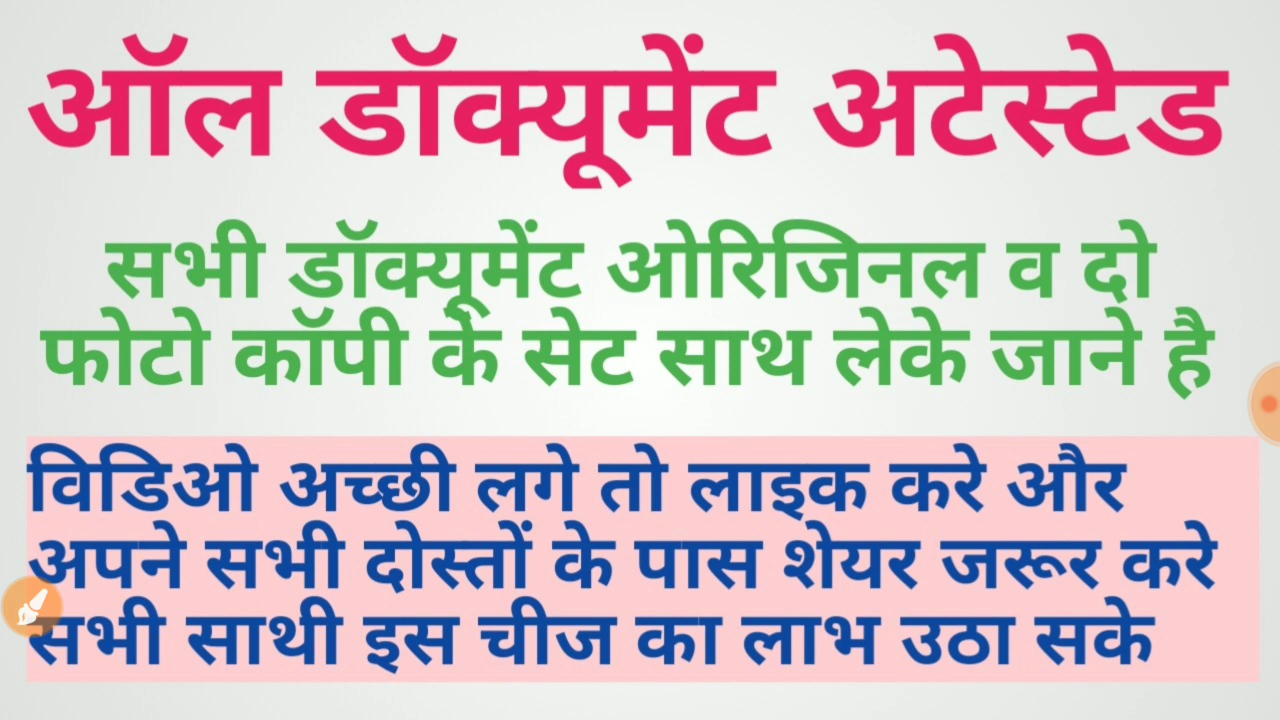 ऑल डॉक्यूमेंट अटेस्टेड
सभी डॉक्यूमेंट ओरिजिनल व दो
फोटो कॉपी के सेट साथ लेके जाने है
विडिओ अच्छी लगे तो लाइक करे और
अपने सभी दोस्तों के पास शेयर जरूर करे
सभी साथी इस चीज का लाभ उठा सके